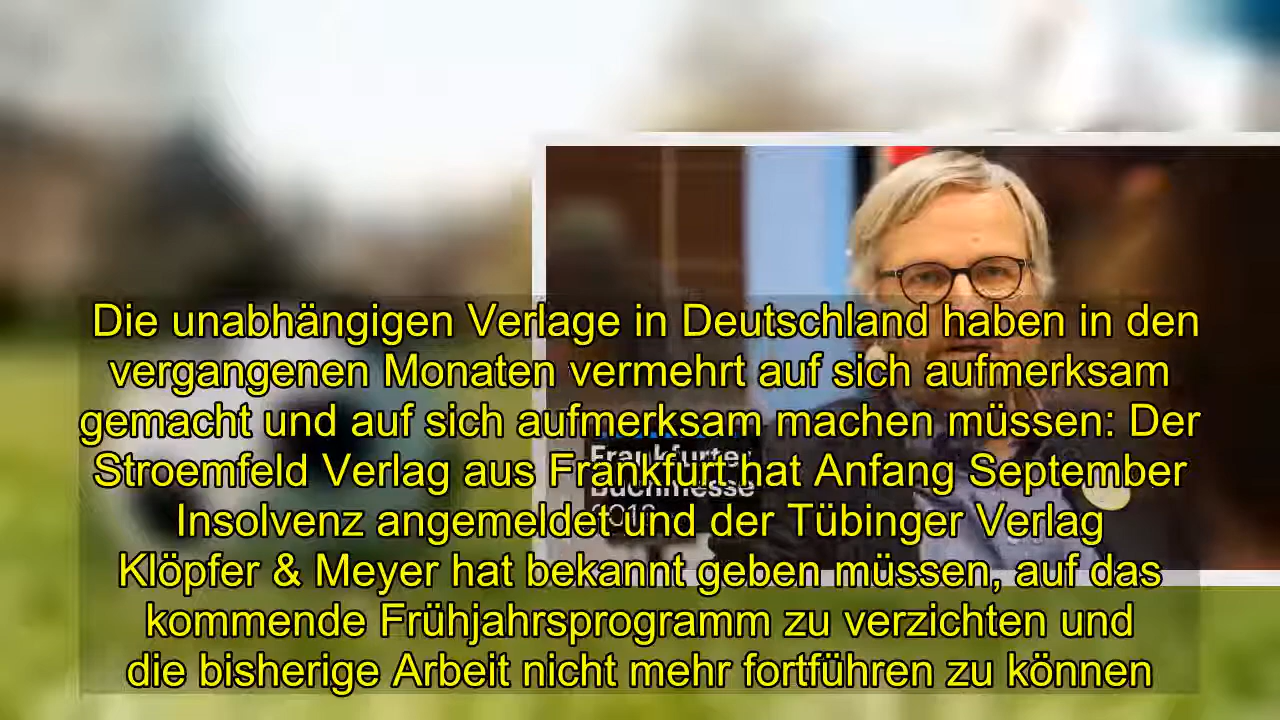 Die unabhängigen Verlage in Deutschland haben in den
vergangenen Monaten vermehrt auf sich aufmerksam
gemacht und auf sich aufmerksam machen müssen: Der
Stroemfeld Verlag aus Frankfurt hat Anfang September
Insolvenz angemeldet und der Tübinger Verlag
Klöpfer & Meyer hat bekannt geben müssen, auf das
kommende Frühjahrsprogramm zu verzichten und
die bisherige Arbeit nicht mehr fortführen zu können
Frankfurter
Buchmesse